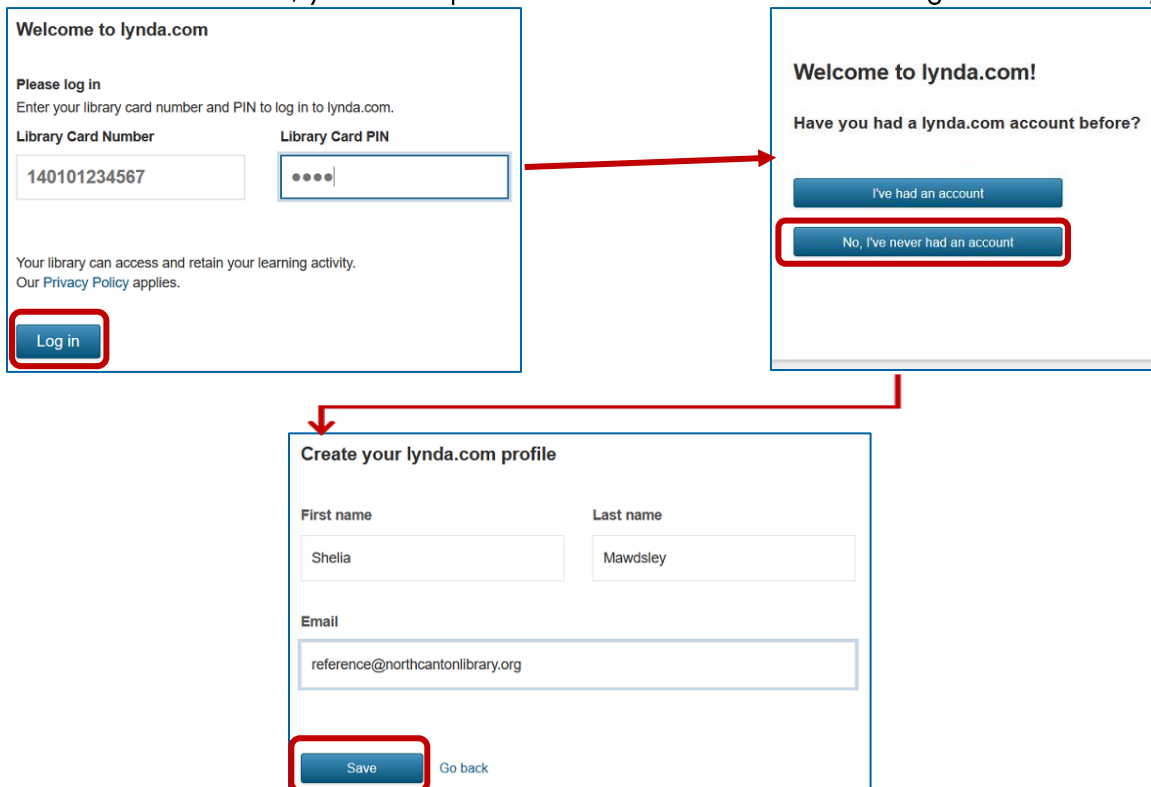 Welcome to lynda.com
Please log in
Enter your library card number and PIN to log in to lynda.com.
Library Card Number Library Card PIN
140101234567 ●●●●
Your library can access and retain your learning activity.
Our Privacy Policy applies.
Log in
Welcome to lynda.com!
Have you had a lynda.com account before?
I've had an account
No, I've never had an account
Create your lynda.com profile
First name Last name
Shelia Mawdsley
Email
reference@northcantonlibrary.org
Save Go back